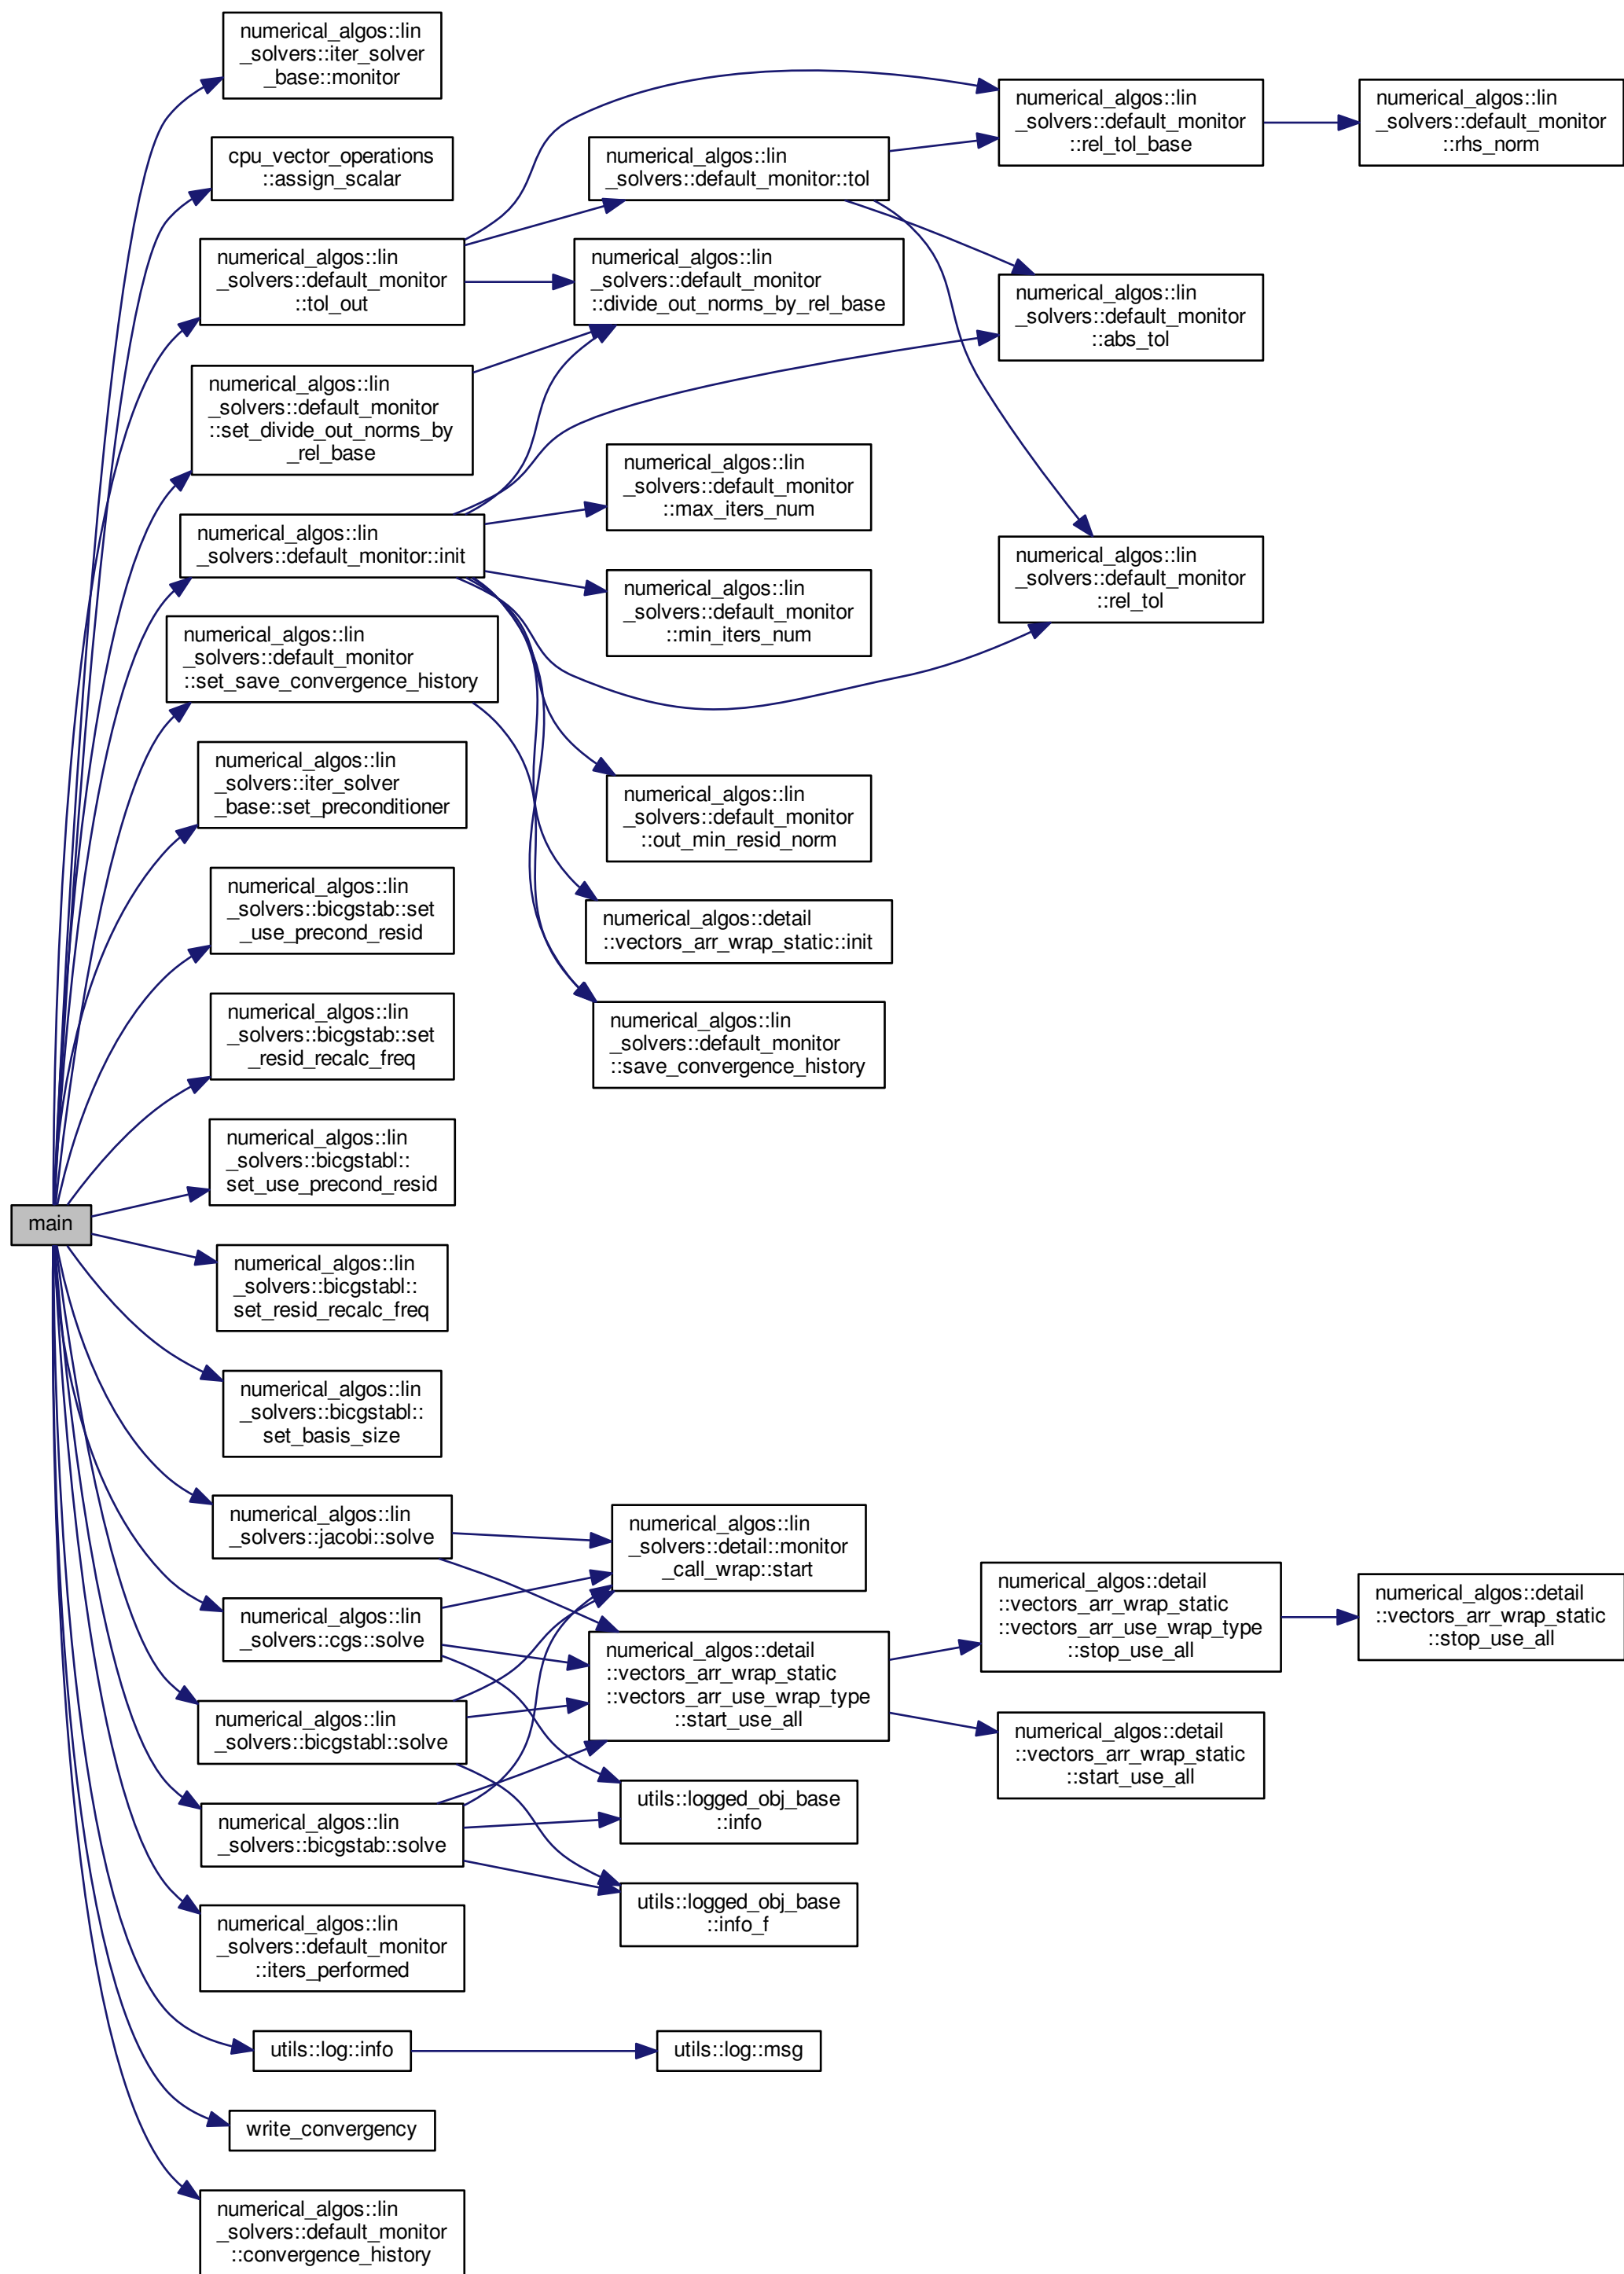 numerical_algos::lin
_solvers::iter_solver
_base::monitor
cpu_vector_operations
::assign_scalar
numerical_algos::lin
_solvers::default_monitor
::tol_out
numerical_algos::lin
_solvers::default_monitor
::set_divide_out_norms_by
_rel_base
numerical_algos::lin
_solvers::default_monitor::init
numerical_algos::lin
_solvers::default_monitor
::set_save_convergence_history
numerical_algos::lin
_solvers::iter_solver
_base::set_preconditioner
numerical_algos::lin
_solvers::bicgstab::set
_use_precond_resid
numerical_algos::lin
_solvers::bicgstab::set
_resid_recalc_freq
numerical_algos::lin
_solvers::bicgstabl::
set_use_precond_resid
main
numerical_algos::lin
_solvers::bicgstabl::
set_resid_recalc_freq
numerical_algos::lin
_solvers::bicgstabl::
set_basis_size
numerical_algos::lin
_solvers::jacobi::solve
numerical_algos::lin
_solvers::cgs::solve
numerical_algos::lin
_solvers::bicgstabl::solve
numerical_algos::lin
_solvers::bicgstab::solve
numerical_algos::lin
_solvers::default_monitor
::iters_performed
utils::log::info
write_convergency
numerical_algos::lin
_solvers::default_monitor
::convergence_history
numerical_algos::lin
_solvers::default_monitor::tol
numerical_algos::lin
_solvers::default_monitor
::divide_out_norms_by_rel_base
numerical_algos::lin
_solvers::default_monitor
::max_iters_num
numerical_algos::lin
_solvers::default_monitor
::min_iters_num
numerical_algos::lin
_solvers::default_monitor
::out_min_resid_norm
numerical_algos::detail
::vectors_arr_wrap_static::init
numerical_algos::lin
_solvers::default_monitor
::save_convergence_history
numerical_algos::lin
_solvers::detail::monitor
_call_wrap::start
numerical_algos::detail
::vectors_arr_wrap_static
::vectors_arr_use_wrap_type
::start_use_all
utils::logged_obj_base
::info
utils::logged_obj_base
::info_f
utils::log::msg
numerical_algos::lin
_solvers::default_monitor
::rel_tol_base
numerical_algos::lin
_solvers::default_monitor
::abs_tol
numerical_algos::lin
_solvers::default_monitor
::rel_tol
numerical_algos::detail
::vectors_arr_wrap_static
::vectors_arr_use_wrap_type
::stop_use_all
numerical_algos::detail
::vectors_arr_wrap_static
::start_use_all
numerical_algos::lin
_solvers::default_monitor
::rhs_norm
numerical_algos::detail
::vectors_arr_wrap_static
::stop_use_all